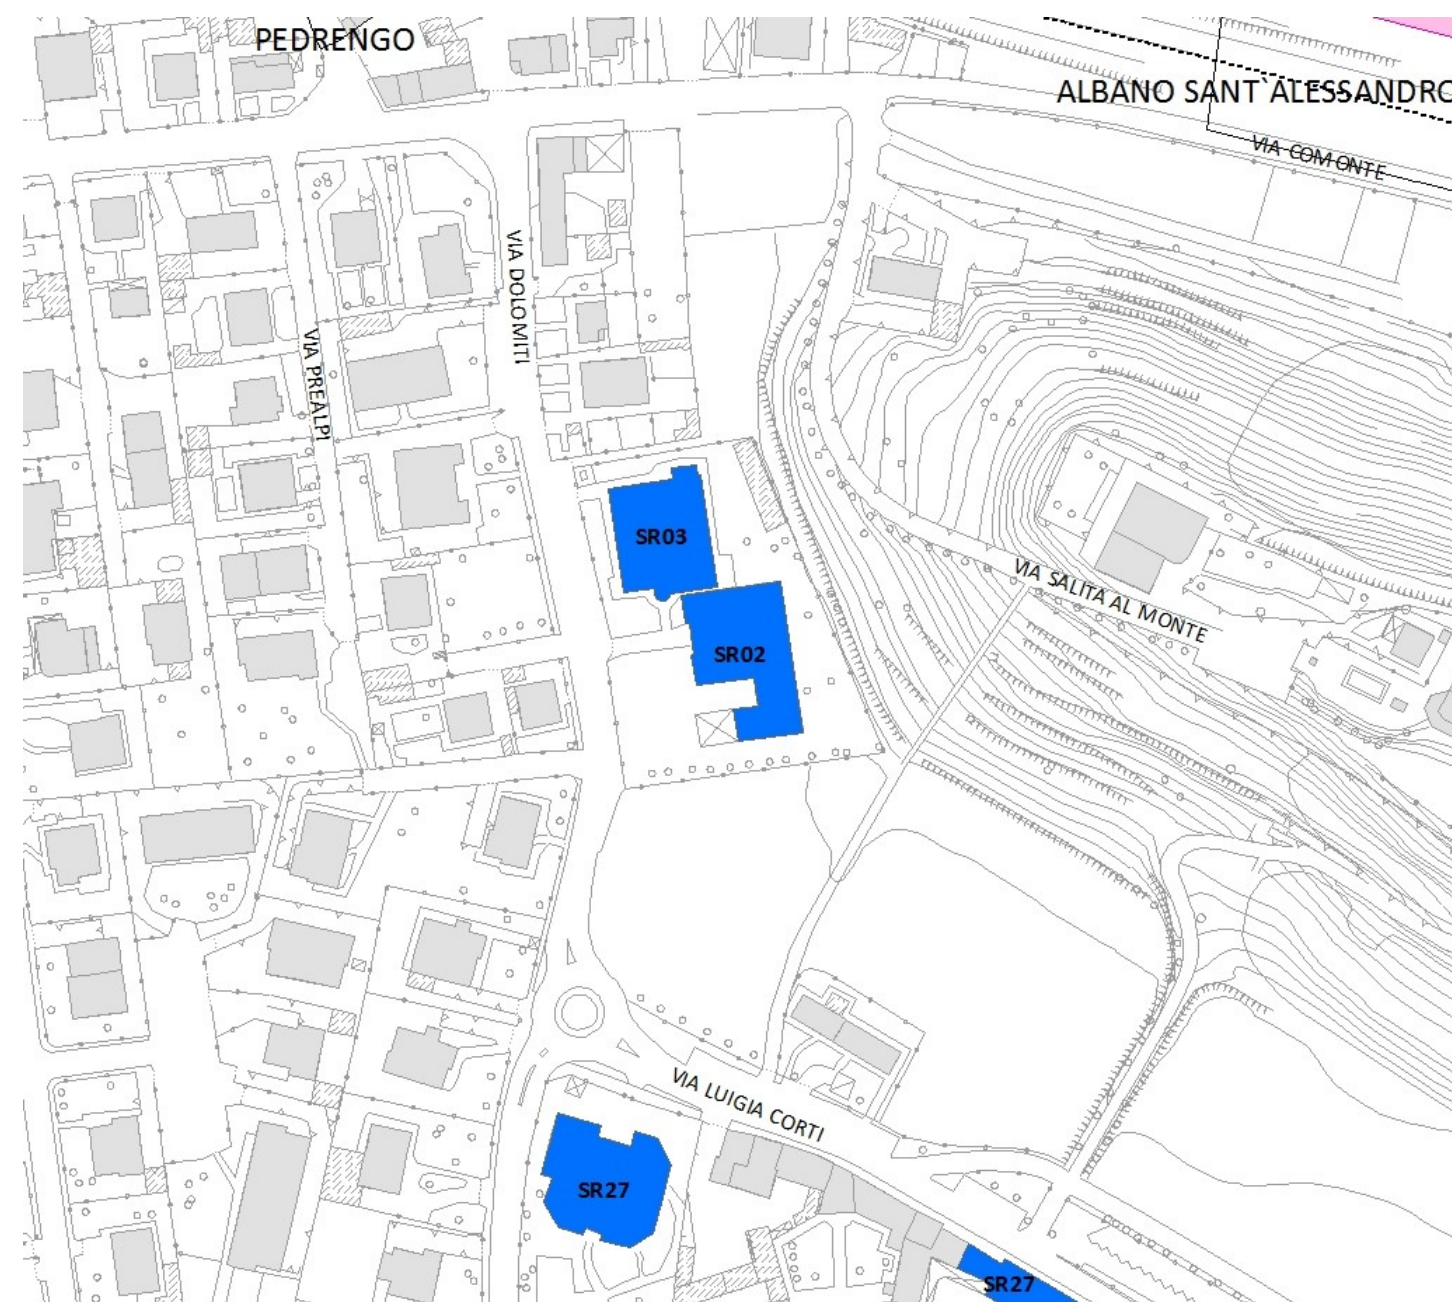 PEDRENGO
ALBANO SANT`ALESSANDRO
VIA COMONTE
VIA DOLOMITI
VIA PREALPI
SR03
VIA SALITA AL MONTE
SR02
VIA LUIGIA CORTI
SR27
SR27